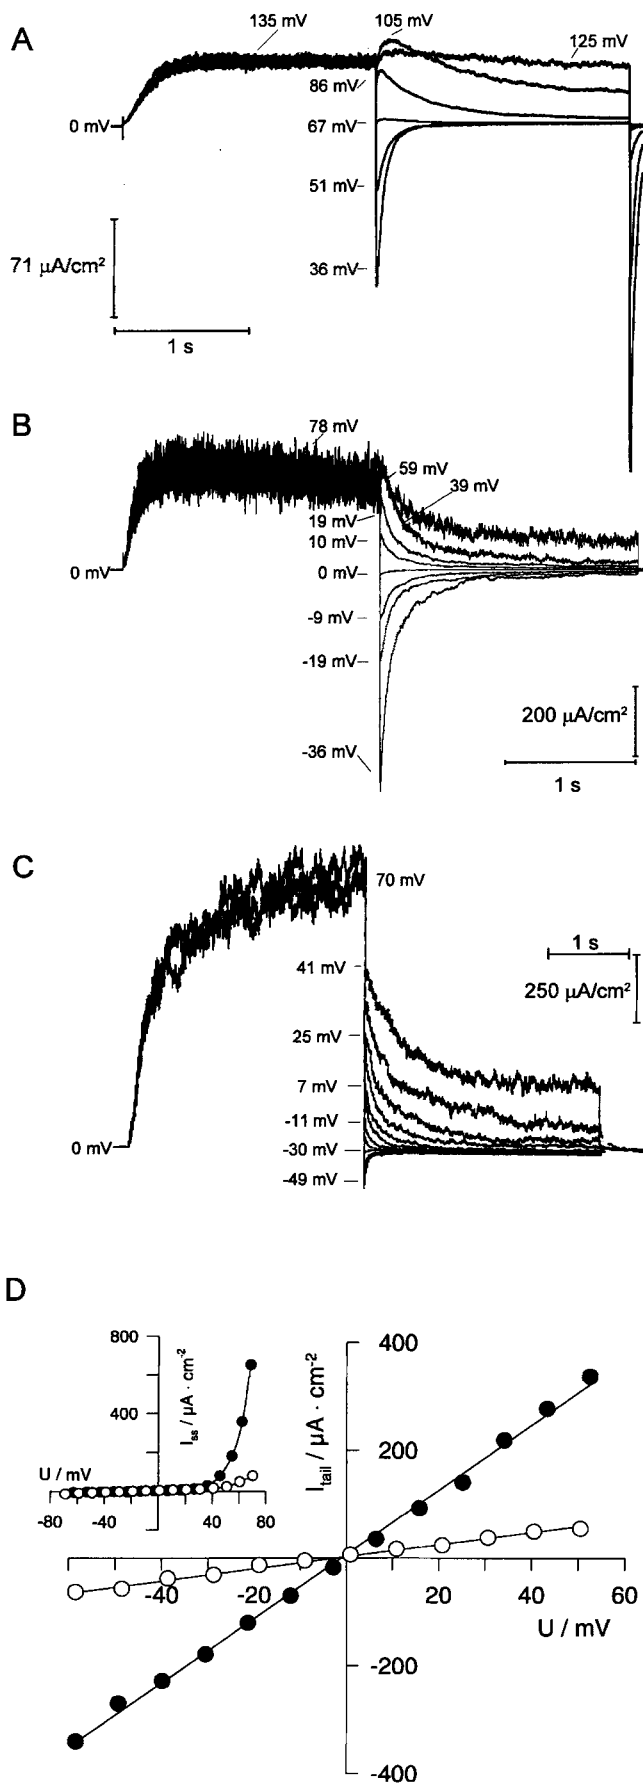 A
135 mV
105 mV
125 mV
86 mV
0 mV
67 mV
51 mV
36 mV
71 µA/cm²
1 s
B
78 mV
59 mV
39 mV
19 mV
10 mV
0 mV
0 mV
-9 mV
-19 mV
-36 mV
200 µA/cm²
1 s
C
70 mV
1 s
41 mV
250 µA/cm²
25 mV
7 mV
-11 mV
0 mV
-30 mV
-49 mV
D
800
400
Iss / µA · cm⁻²
U / mV
-80 -40 0 40 80
400
200
Itail / µA · cm⁻²
-40 -20 20 40 60
U / mV
-200
-400